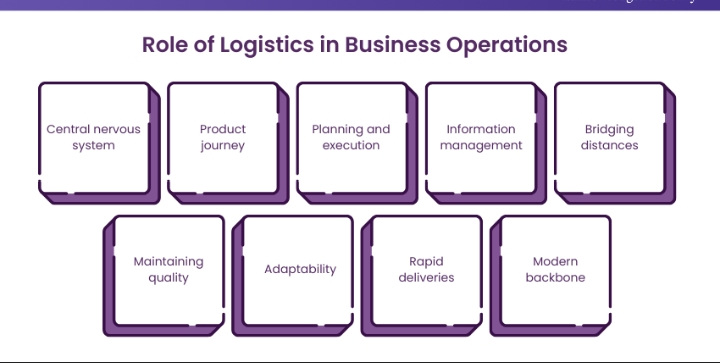 Role of Logistics in Business Operations
Central nervous
system
Product
journey
Planning and
execution
Information
management
Bridging
distances
Maintaining
quality
Adaptability
Rapid
deliveries
Modern
backbone